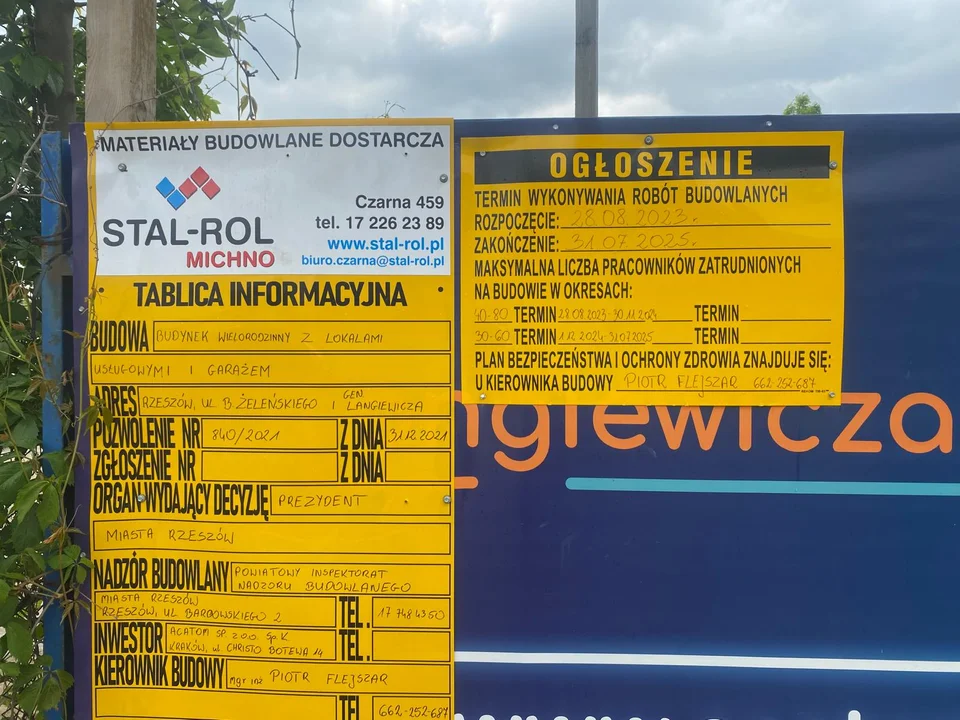 MATERIAŁY BUDOWLANE DOSTARCZA
STAL-ROL
MICHNO
Czarna 459
tel. 17 226 23 89
www.stal-rol.pl
biuro.czarna@stal-rol.pl
TABLICA INFORMACYJNA
BUDOWA BUDYNEK WIELORODZINNY Z LOKALAMI
USŁUGOWYMI I GARAŻEM
ADRES RZESZÓW, UL. B. ŻELEŃSKIEGO I GEN. LANGIEWICZA
POZWOLENIE NR 840/2021 Z DNIA 31.12.2021
ZGŁOSZENIE NR Z DNIA
ORGAN WYDAJĄCY DECYZJĘ PREZYDENT
MIASTA RZESZÓW
NADZÓR BUDOWLANY POWIATOWY INSPEKTORAT
NADZORU BUDOWLANEGO
MIASTA RZESZÓW
RZESZÓW, UL. BARDOWSKIEGO 2 TEL. 17 748 43 50
INWESTOR ACATOM SP. Z O.O. SP. K. TEL.
KRAKÓW, ul. CHRISTO BOTEWA 14
KIEROWNIK BUDOWY mgr inż PIOTR FLEJSZAR
TEL 662-252-687
OGŁOSZENIE
TERMIN WYKONYWANIA ROBÓT BUDOWLANYCH
ROZPOCZĘCIE: 28.08.2023.
ZAKOŃCZENIE: 31.07.2025.
MAKSYMALNA LICZBA PRACOWNIKÓW ZATRUDNIONYCH
NA BUDOWIE W OKRESACH:
40-80 TERMIN 28.08.2023-30.11.2024 TERMIN
30-60 TERMIN 1.12.2024-31.07.2025 TERMIN
PLAN BEZPIECZEŃSTWA I OCHRONY ZDROWIA ZNAJDUJE SIĘ:
U KIEROWNIKA BUDOWY PIOTR FLEJSZAR 662-252-687
ngiewicza